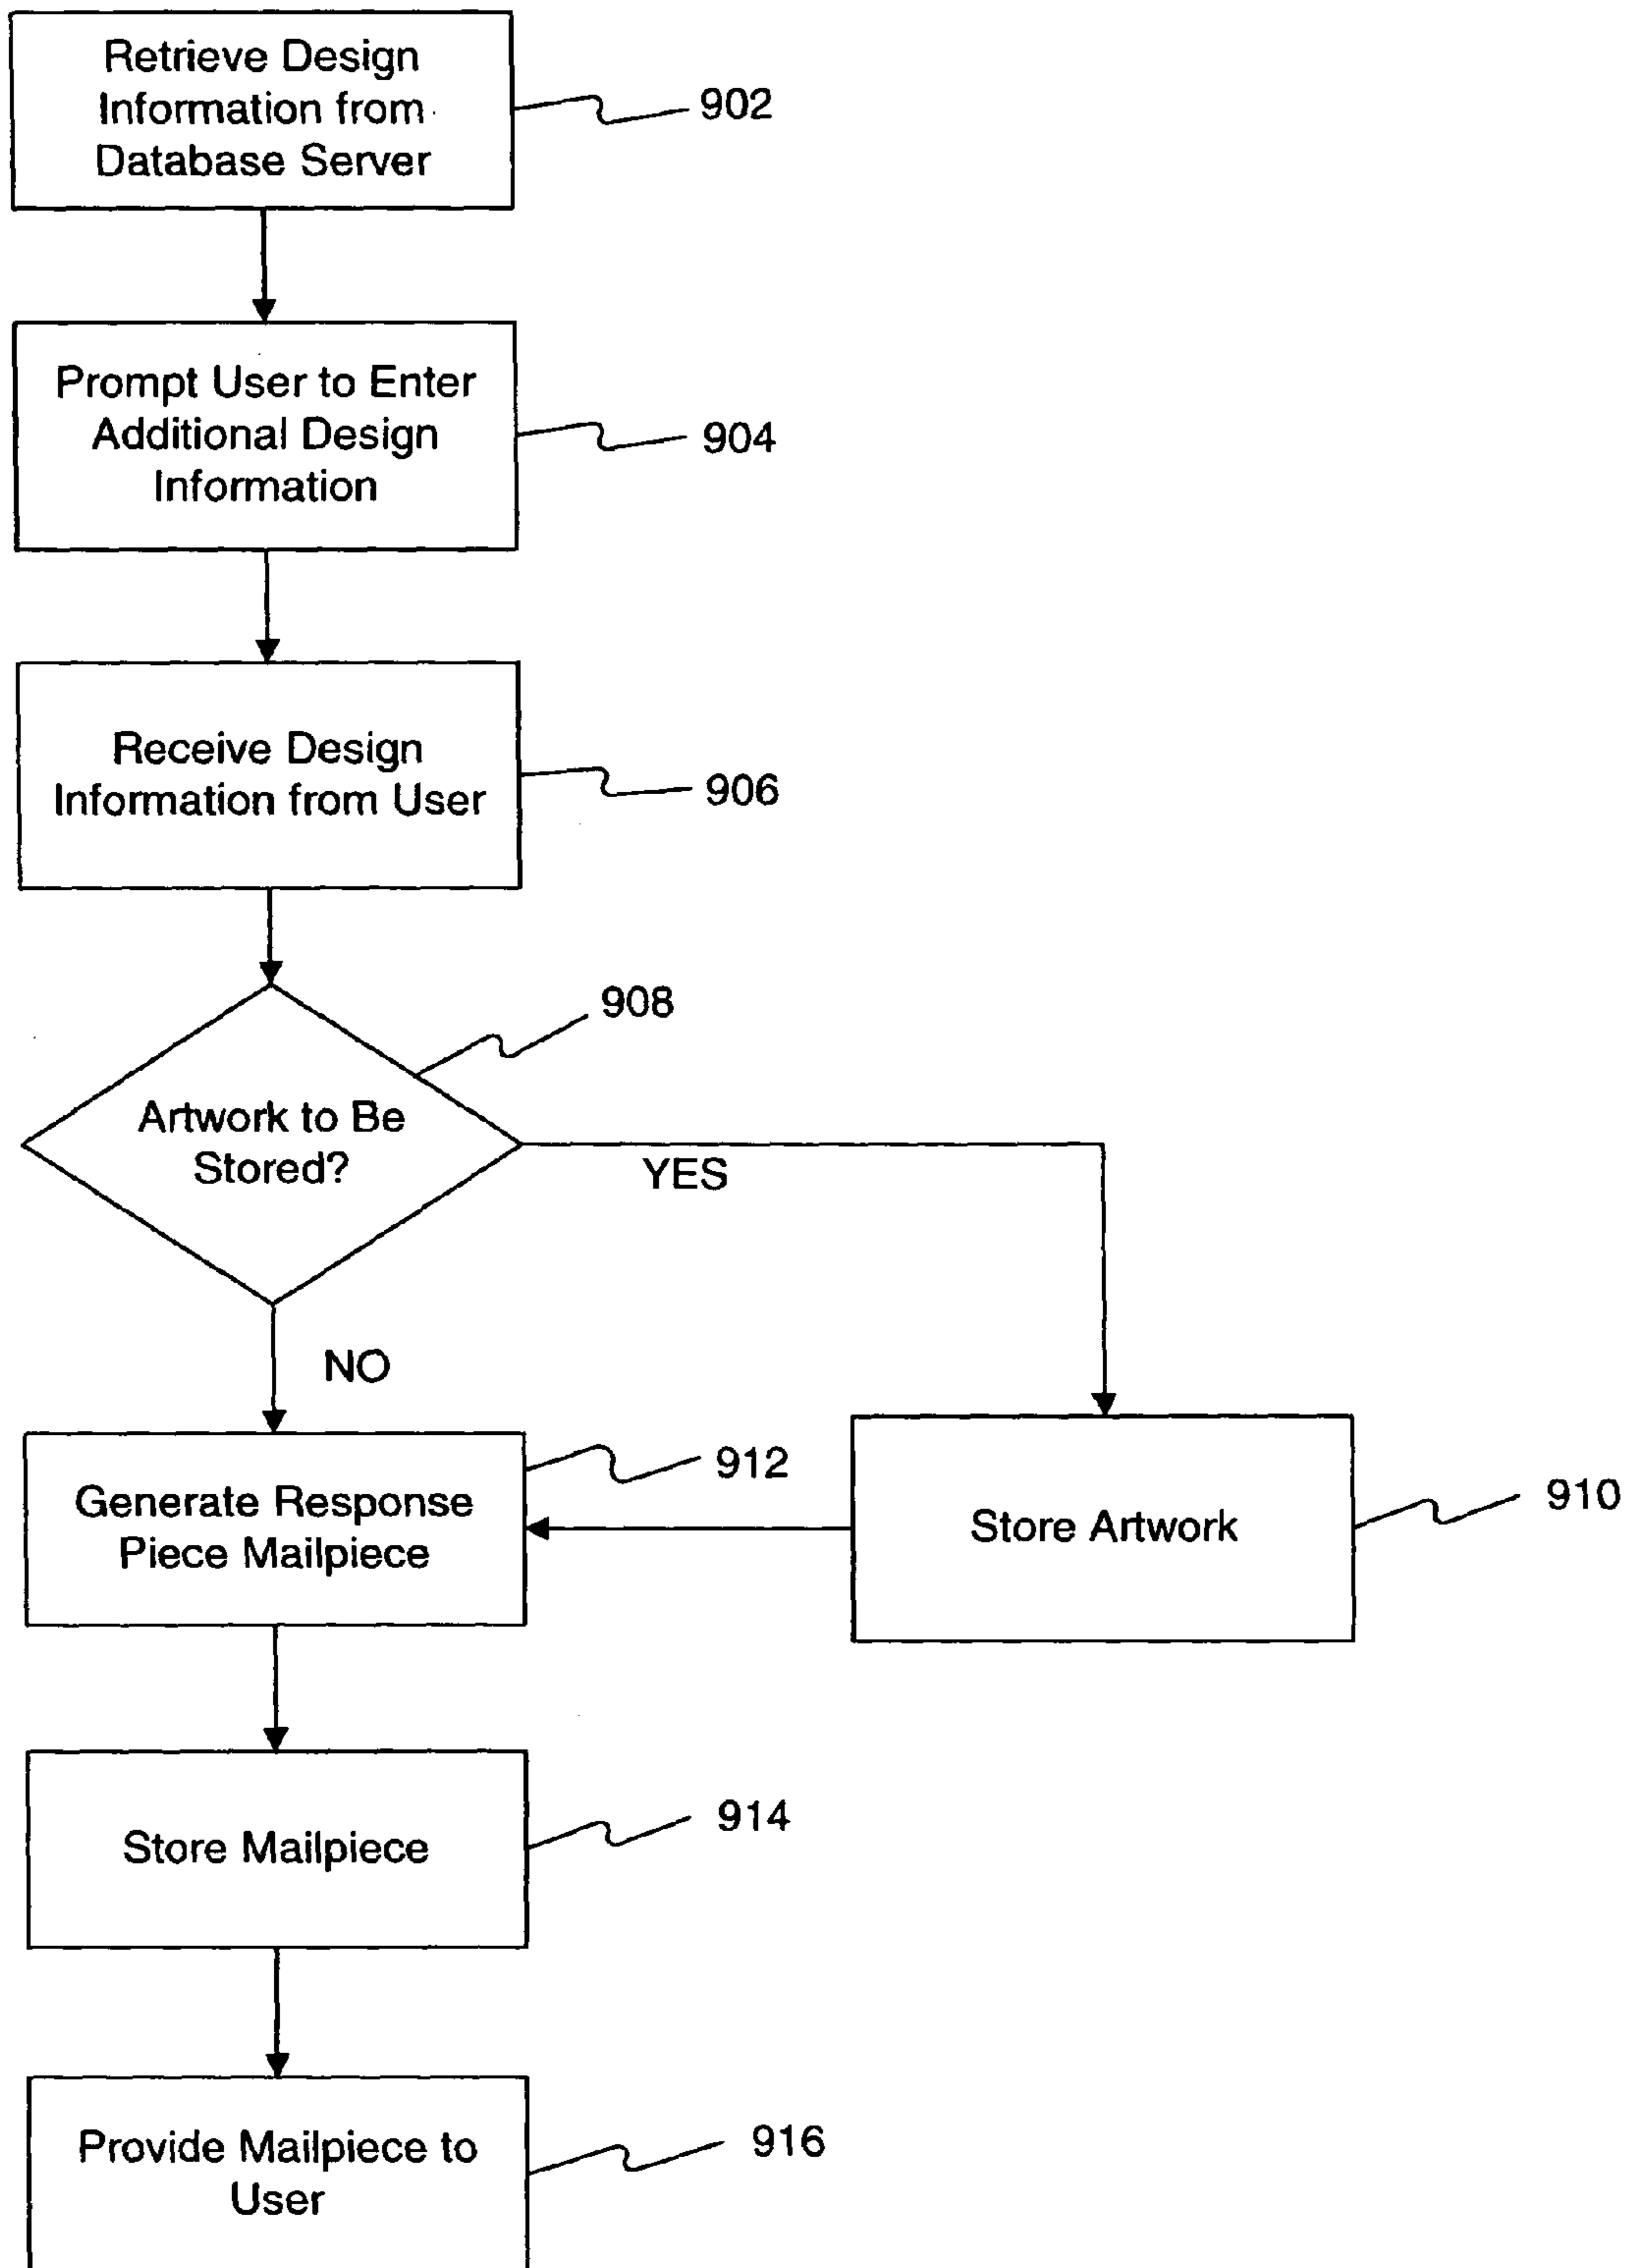 Retrieve Design
Information from
Database Server
902
Prompt User to Enter
Additional Design
Information
904
Receive Design
Information from User
906
908
Artwork to Be
Stored?
YES
NO
912
Generate Response
Piece Mailpiece
910
Store Artwork
914
Store Mailpiece
916
Provide Mailpiece to
User